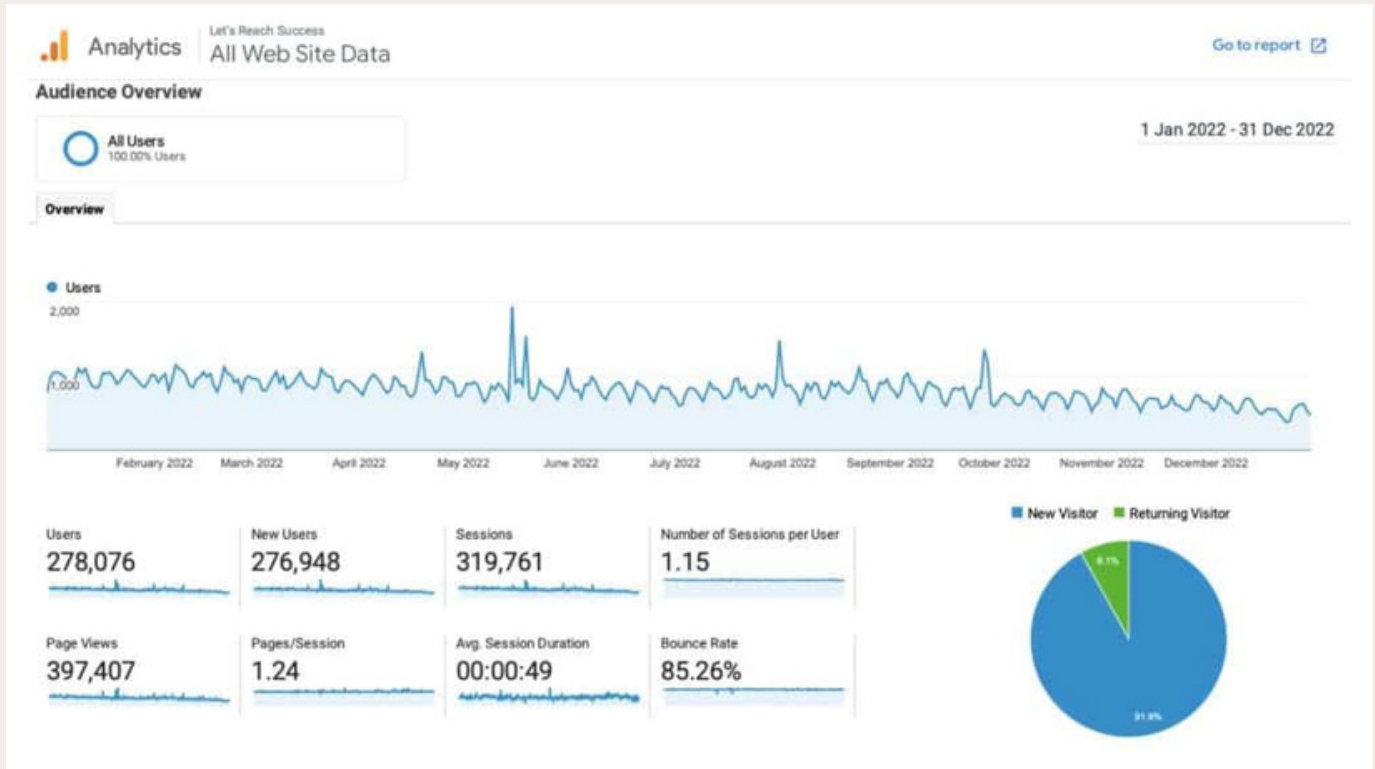 Analytics
Let's Reach Success
All Web Site Data
Go to report
Audience Overview
All Users
100.00% Users
1 Jan 2022 - 31 Dec 2022
Overview
Users
2,000
1,000
February 2022 March 2022 April 2022 May 2022 June 2022 July 2022 August 2022 September 2022 October 2022 November 2022 December 2022
New Visitor Returning Visitor
Users New Users Sessions Number of Sessions per User
278,076 276,948 319,761 1.15
8.1%
Page Views Pages/Session Avg. Session Duration Bounce Rate
397,407 1.24 00:00:49 85.26%
91.9%